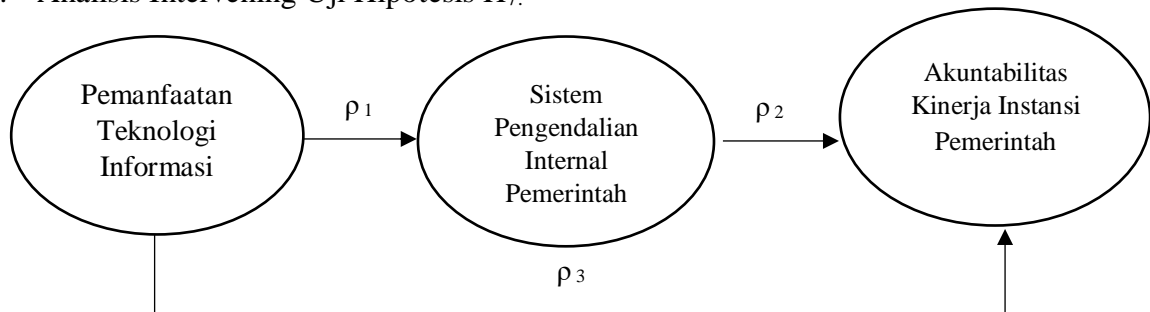 . Analisis Intervening Uji Hipotesis H7.
Pemanfaatan
Teknologi
Informasi
ρ 1
Sistem
Pengendalian
Internal
Pemerintah
ρ 2
Akuntabilitas
Kinerja Instansi
Pemerintah
ρ 3